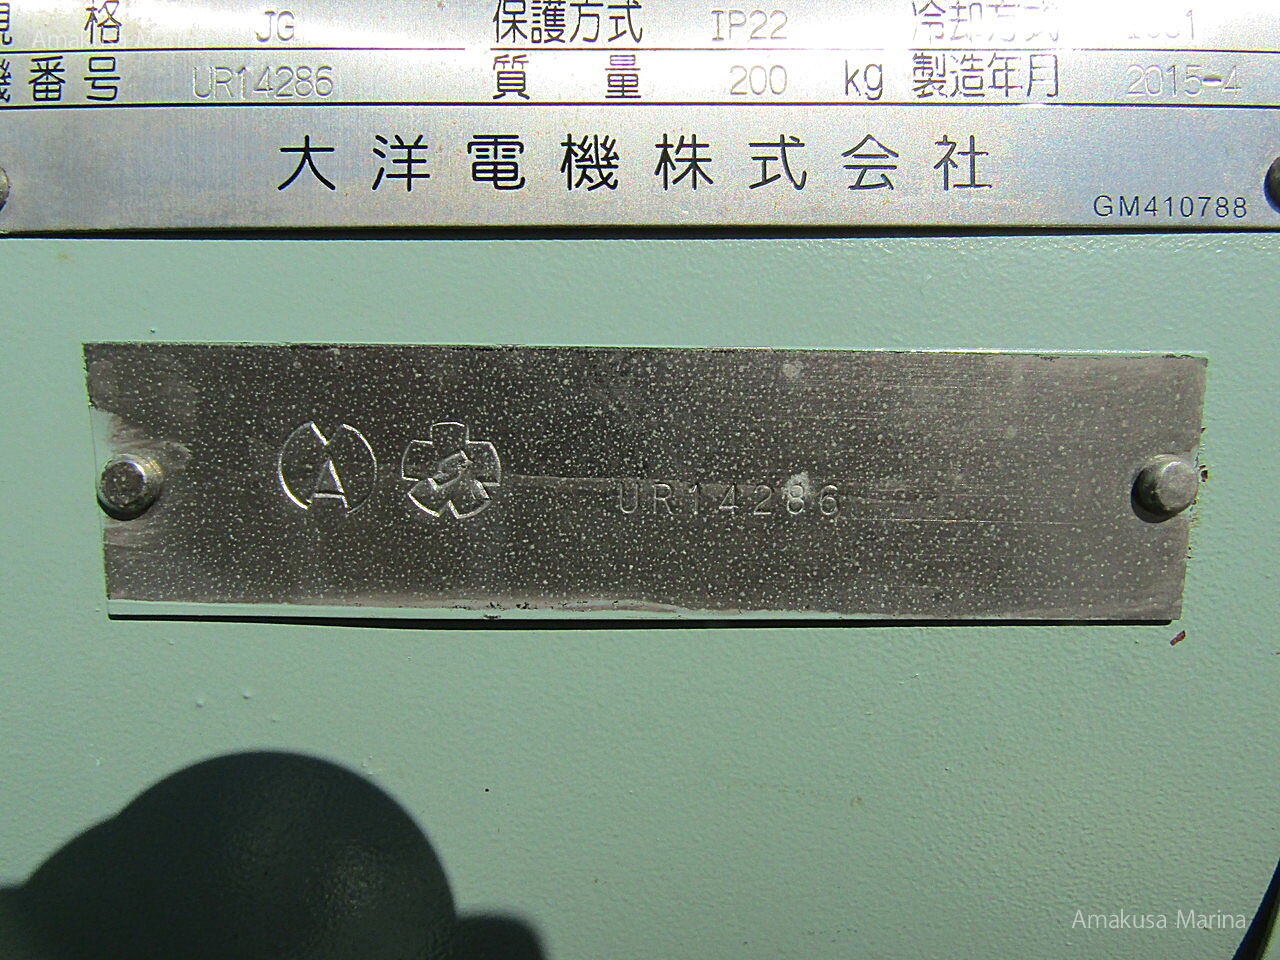 規 格 JG 保護方式 IP22 冷却方式
機番号 UR14286 質量 200 kg 製造年月 2015-4
大洋電機株式会社
GM410788
A UR14286
Amakusa Marina
Amakusa Marina